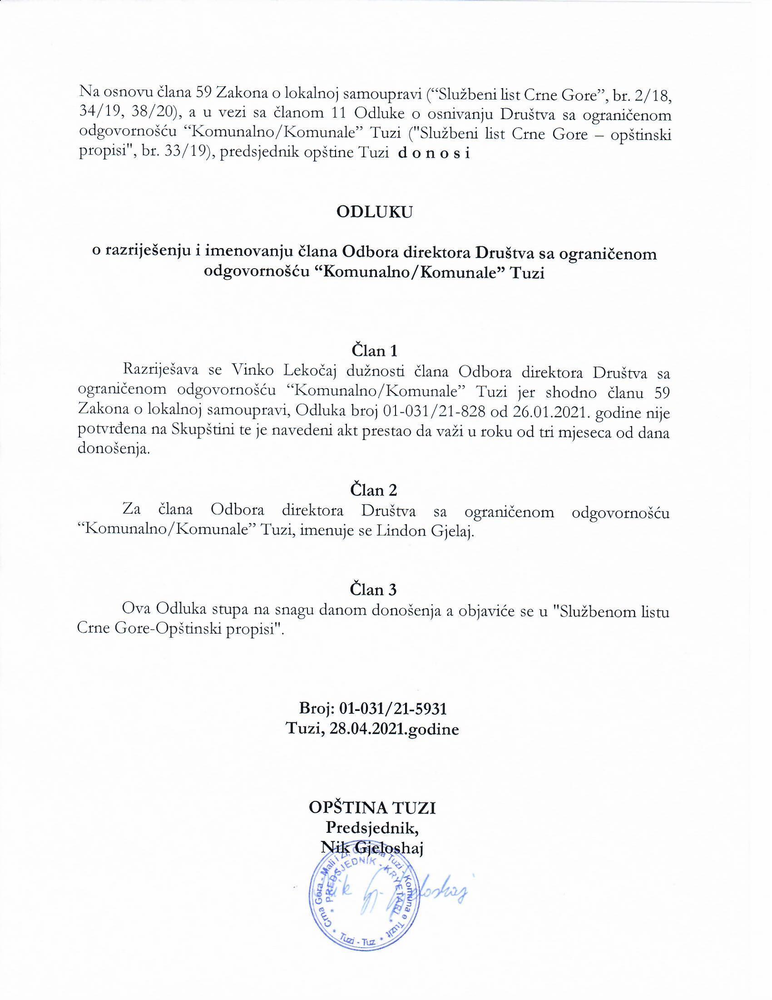 Na osnovu člana 59 Zakona o lokalnoj samoupravi (“Službeni list Crne Gore”, br. 2/18,
34/19, 38/20), a u vezi sa članom 11 Odluke o osnivanju Društva sa ograničenom
odgovornošću “Komunalno/Komunale” Tuzi ("Službeni list Crne Gore – opštinski
propisi", br. 33/19), predsjednik opštine Tuzi d o n o s i
ODLUKU
o razriješenju i imenovanju člana Odbora direktora Društva sa ograničenom
odgovornošću “Komunalno/Komunale” Tuzi
Član 1
Razriješava se Vinko Lekočaj dužnosti člana Odbora direktora Društva sa
ograničenom odgovornošću “Komunalno/Komunale” Tuzi jer shodno članu 59
Zakona o lokalnoj samoupravi, Odluka broj 01-031/21-828 od 26.01.2021. godine nije
potvrđena na Skupštini te je navedeni akt prestao da važi u roku od tri mjeseca od dana
donošenja.
Član 2
Za člana Odbora direktora Društva sa ograničenom odgovornošću
“Komunalno/Komunale” Tuzi, imenuje se Lindon Gjelaj.
Član 3
Ova Odluka stupa na snagu danom donošenja a objaviće se u "Službenom listu
Crne Gore-Opštinski propisi".
Broj: 01-031/21-5931
Tuzi, 28.04.2021.godine
OPŠTINA TUZI
Predsjednik,
Nik Gjeloshaj
* Crna Gora - Mali i Zi, Opština Tuzi - Komuna e Tuzit *
* PREDSJEDNIK - KRYETARI *
Tuzi - Tuz
Nik Gjeloshaj